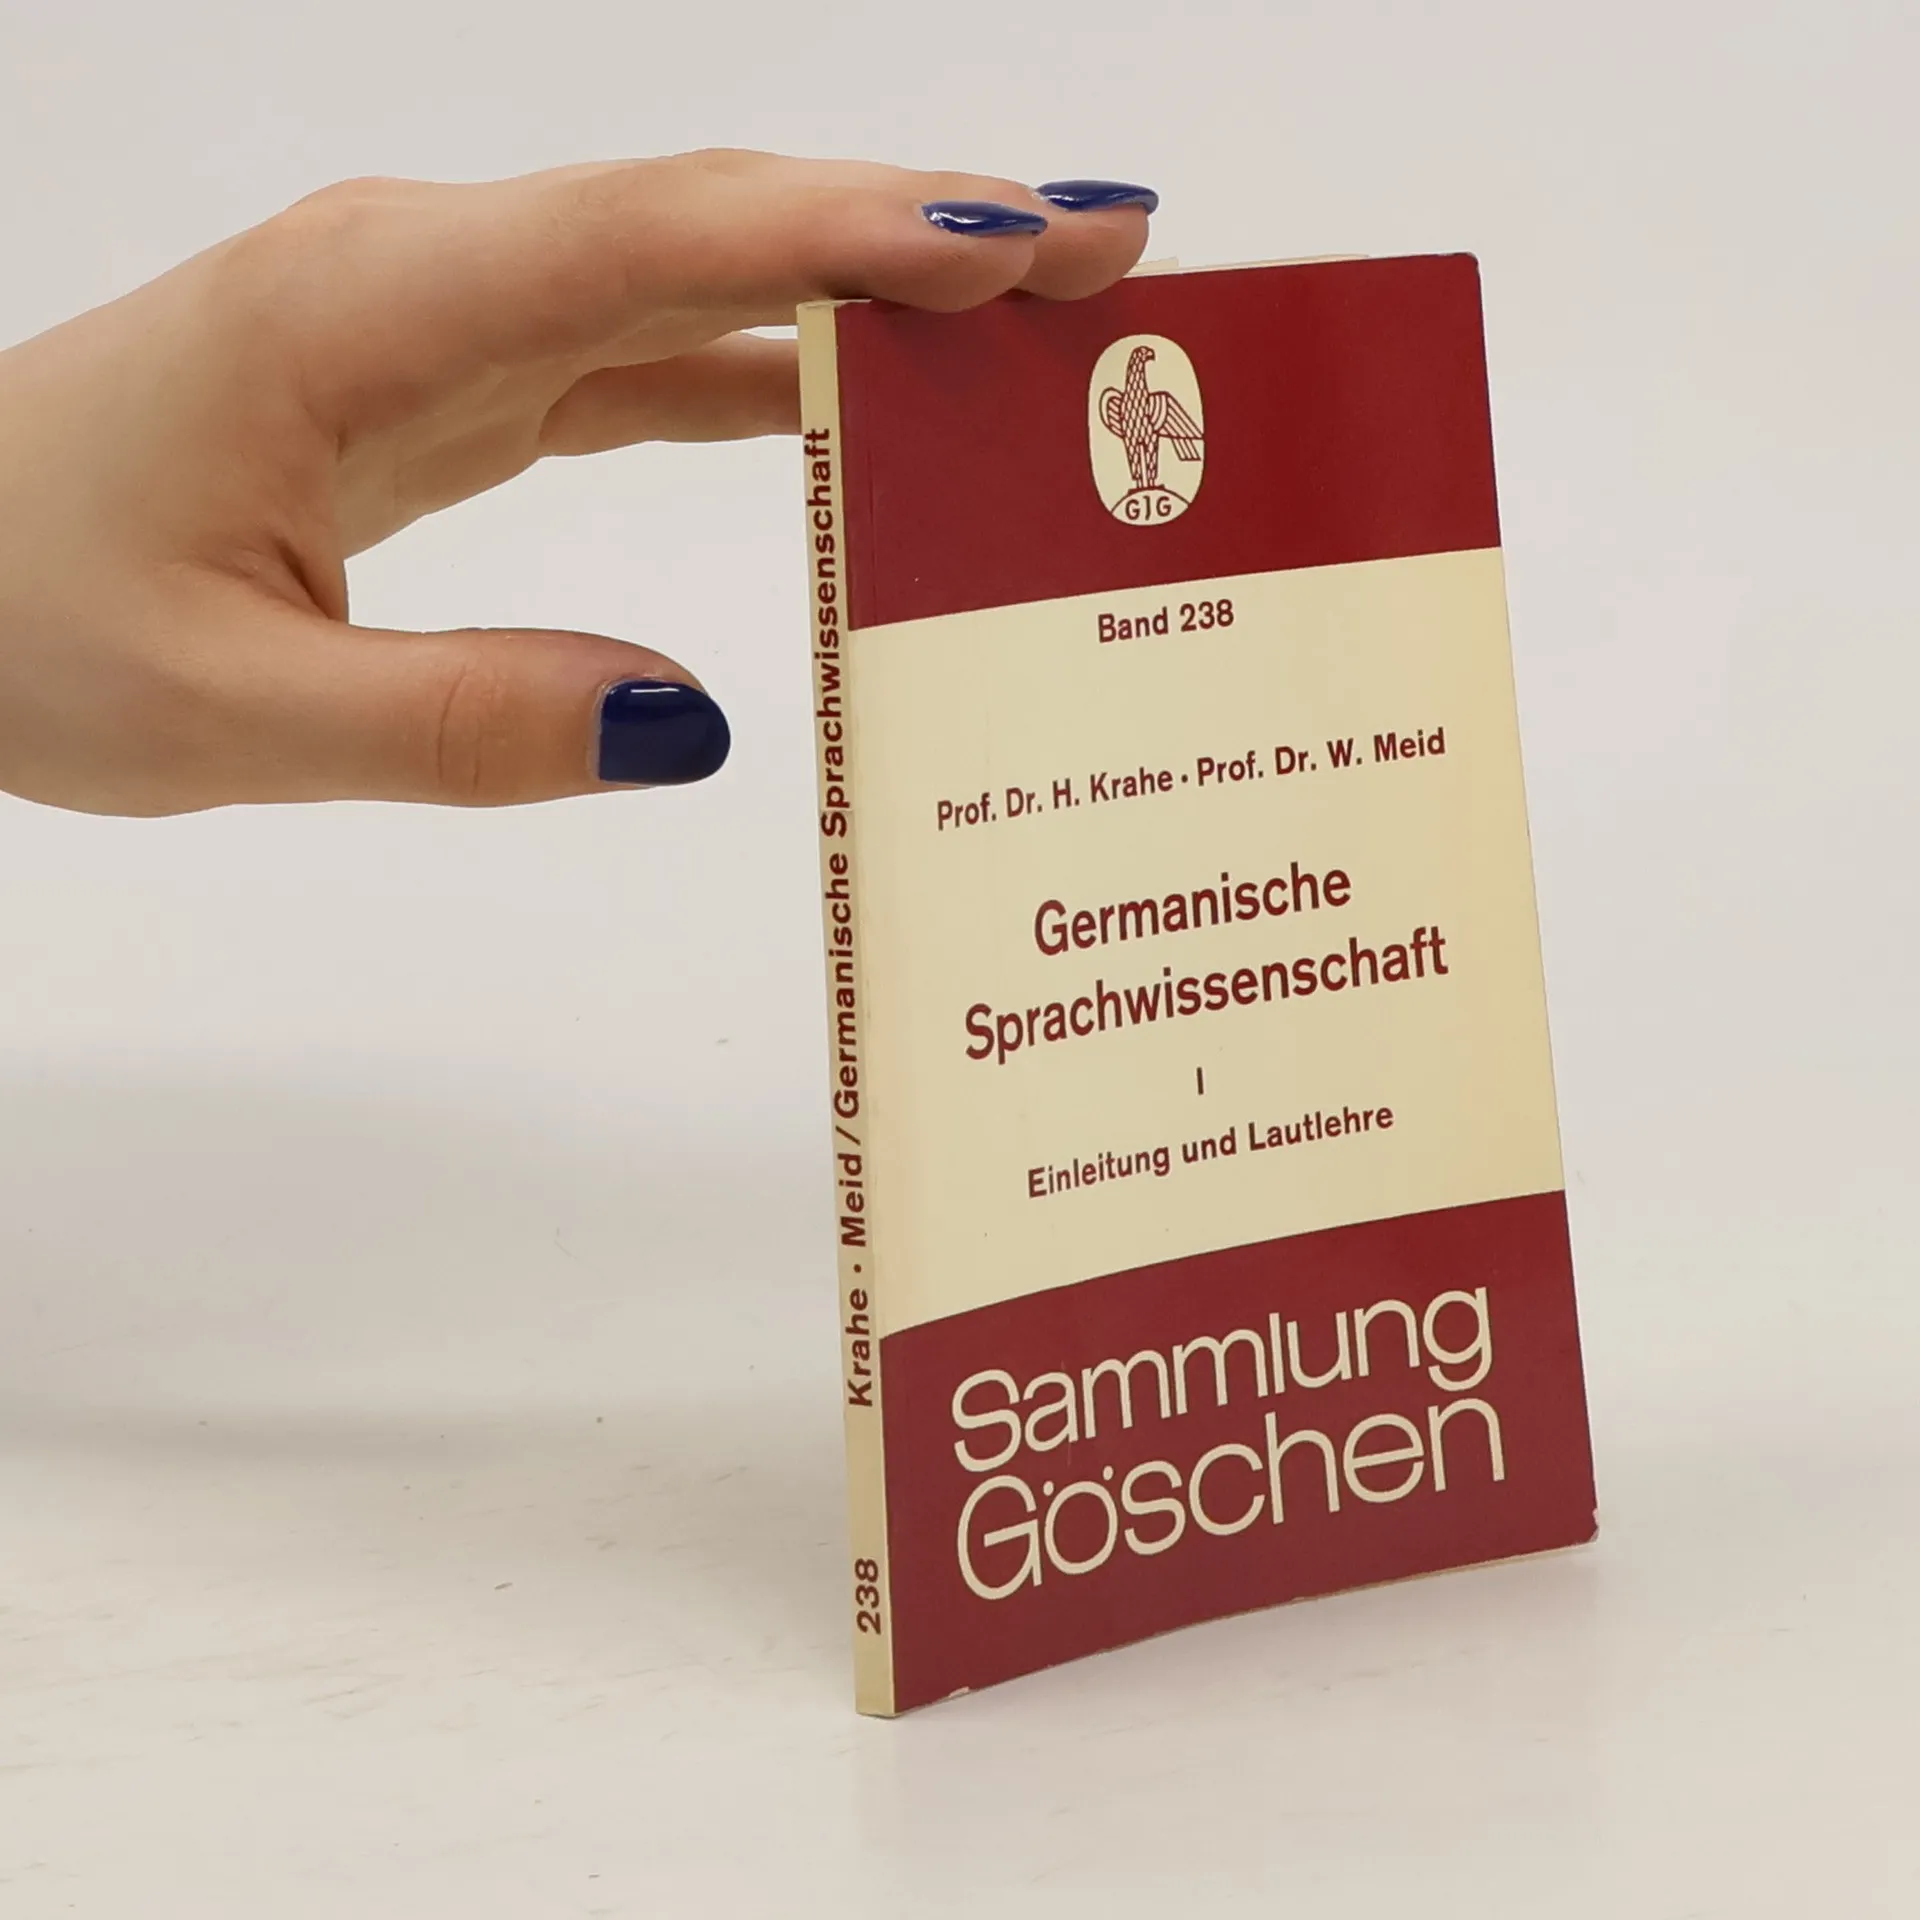 GJG
Band 238
Prof. Dr. H. Krahe · Prof. Dr. W. Meid
Germanische
Sprachwissenschaft
I
Einleitung und Lautlehre
Sammlung
Göschen
238 Krahe · Meid / Germanische Sprachwissenschaft